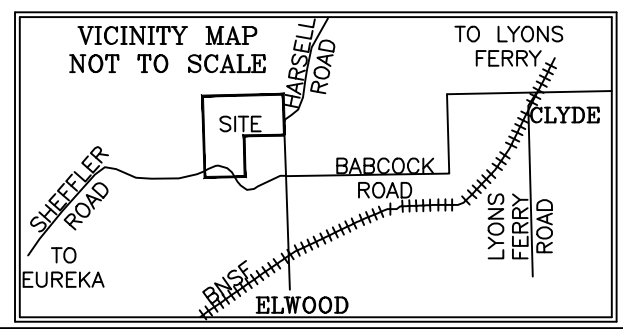 VICINITY MAP
NOT TO SCALE
HARSELL
ROAD
TO LYONS
FERRY
SITE
CLYDE
BABCOCK
ROAD
SHEFFLER
ROAD
LYONS
FERRY
ROAD
TO
EUREKA
BNSF
ELWOOD